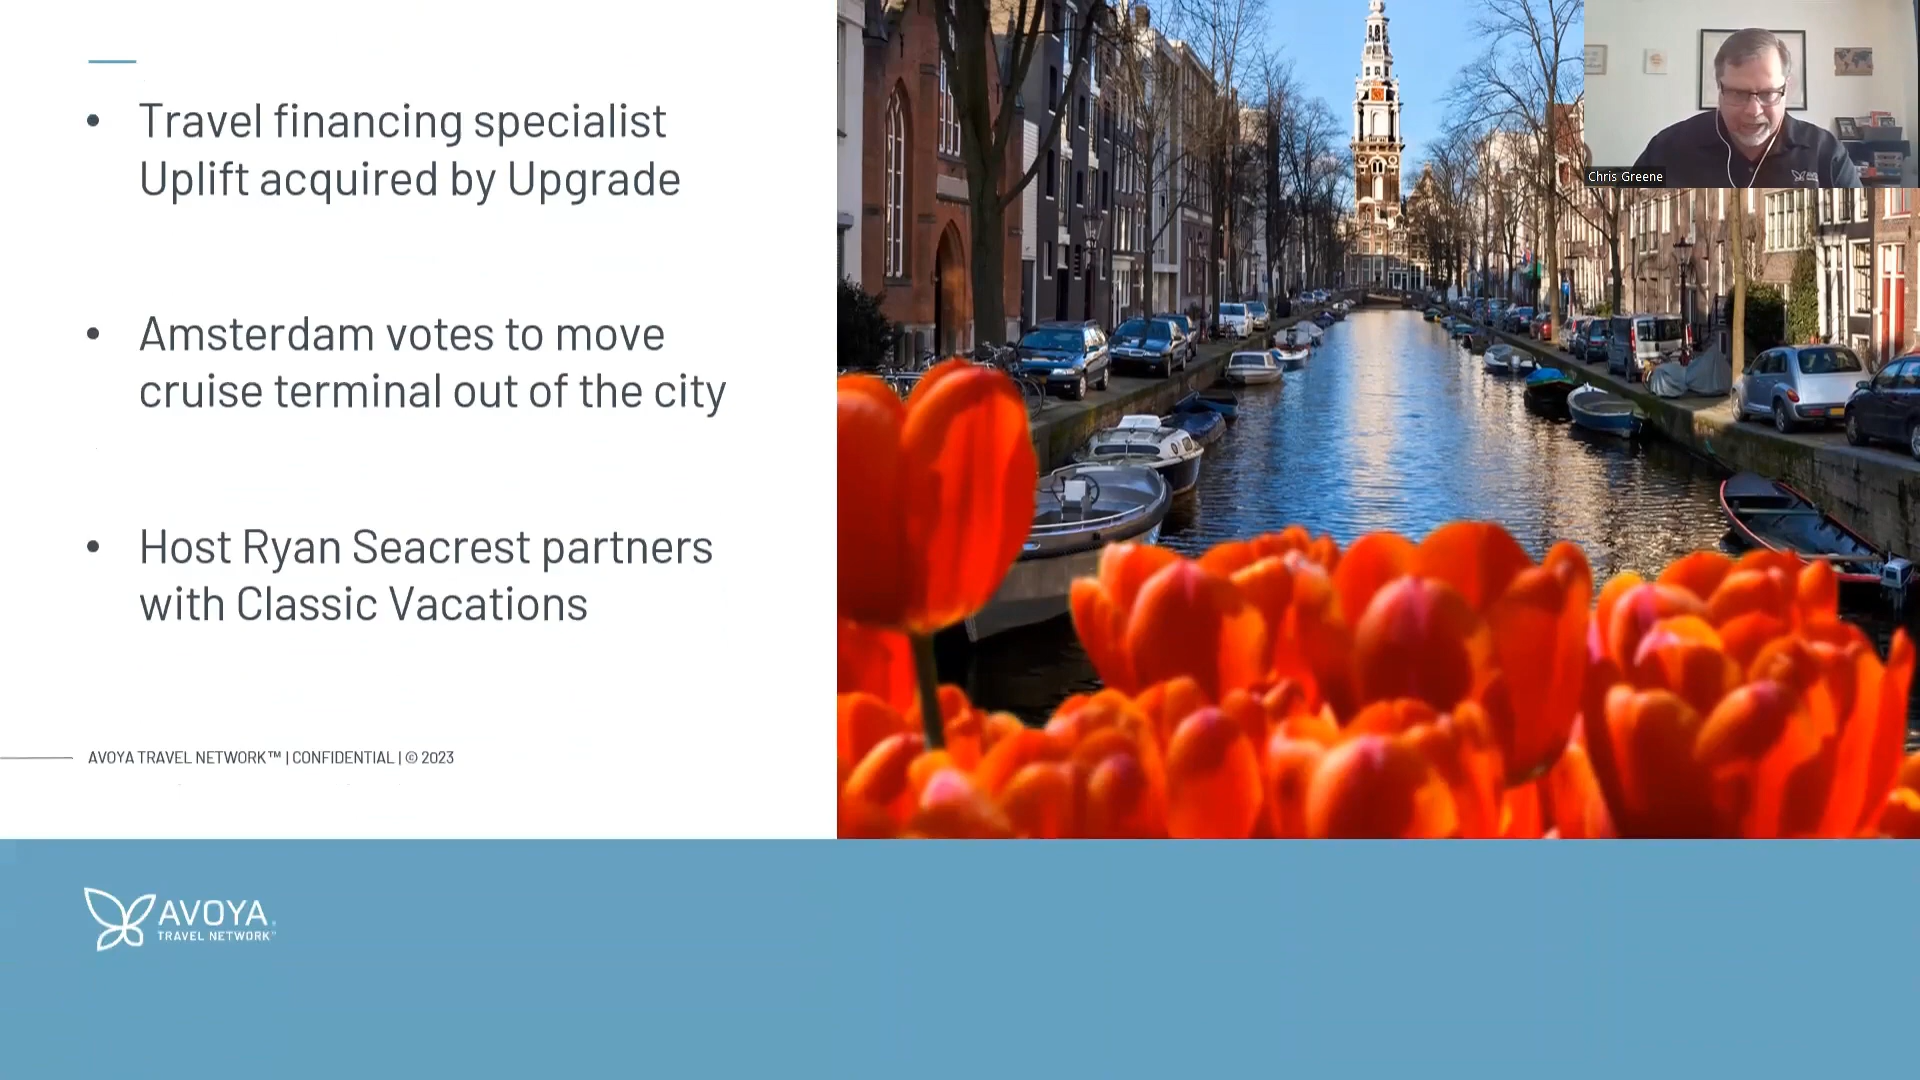 • Travel financing specialist
Uplift acquired by Upgrade
• Amsterdam votes to move
cruise terminal out of the city
• Host Ryan Seacrest partners
with Classic Vacations
AVOYA TRAVEL NETWORK™ | CONFIDENTIAL | © 2023
Chris Greene
AVOYA
TRAVEL NETWORK™